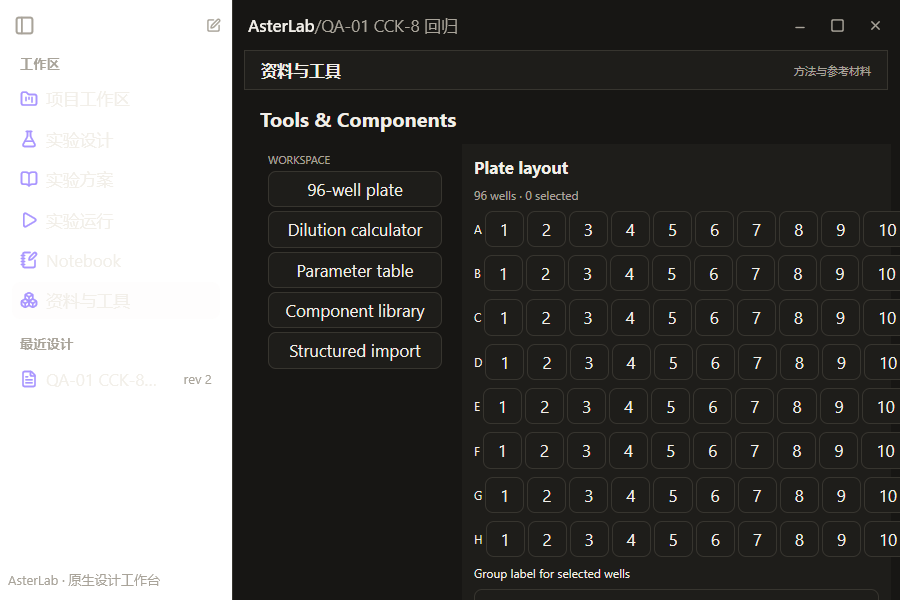 工作区
项目工作区
实验设计
实验方案
实验运行
Notebook
资料与工具
最近设计
QA-01 CCK-8... rev 2
AsterLab · 原生设计工作台
AsterLab/QA-01 CCK-8 回归
资料与工具 方法与参考材料
Tools & Components
WORKSPACE
96-well plate
Dilution calculator
Parameter table
Component library
Structured import
Plate layout
96 wells · 0 selected
A 1 2 3 4 5 6 7 8 9 10
B 1 2 3 4 5 6 7 8 9 10
C 1 2 3 4 5 6 7 8 9 10
D 1 2 3 4 5 6 7 8 9 10
E 1 2 3 4 5 6 7 8 9 10
F 1 2 3 4 5 6 7 8 9 10
G 1 2 3 4 5 6 7 8 9 10
H 1 2 3 4 5 6 7 8 9 10
Group label for selected wells